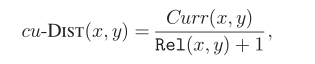 cu-DIST(x, y) = Curr(x, y) / Rel(x, y) + 1 ,